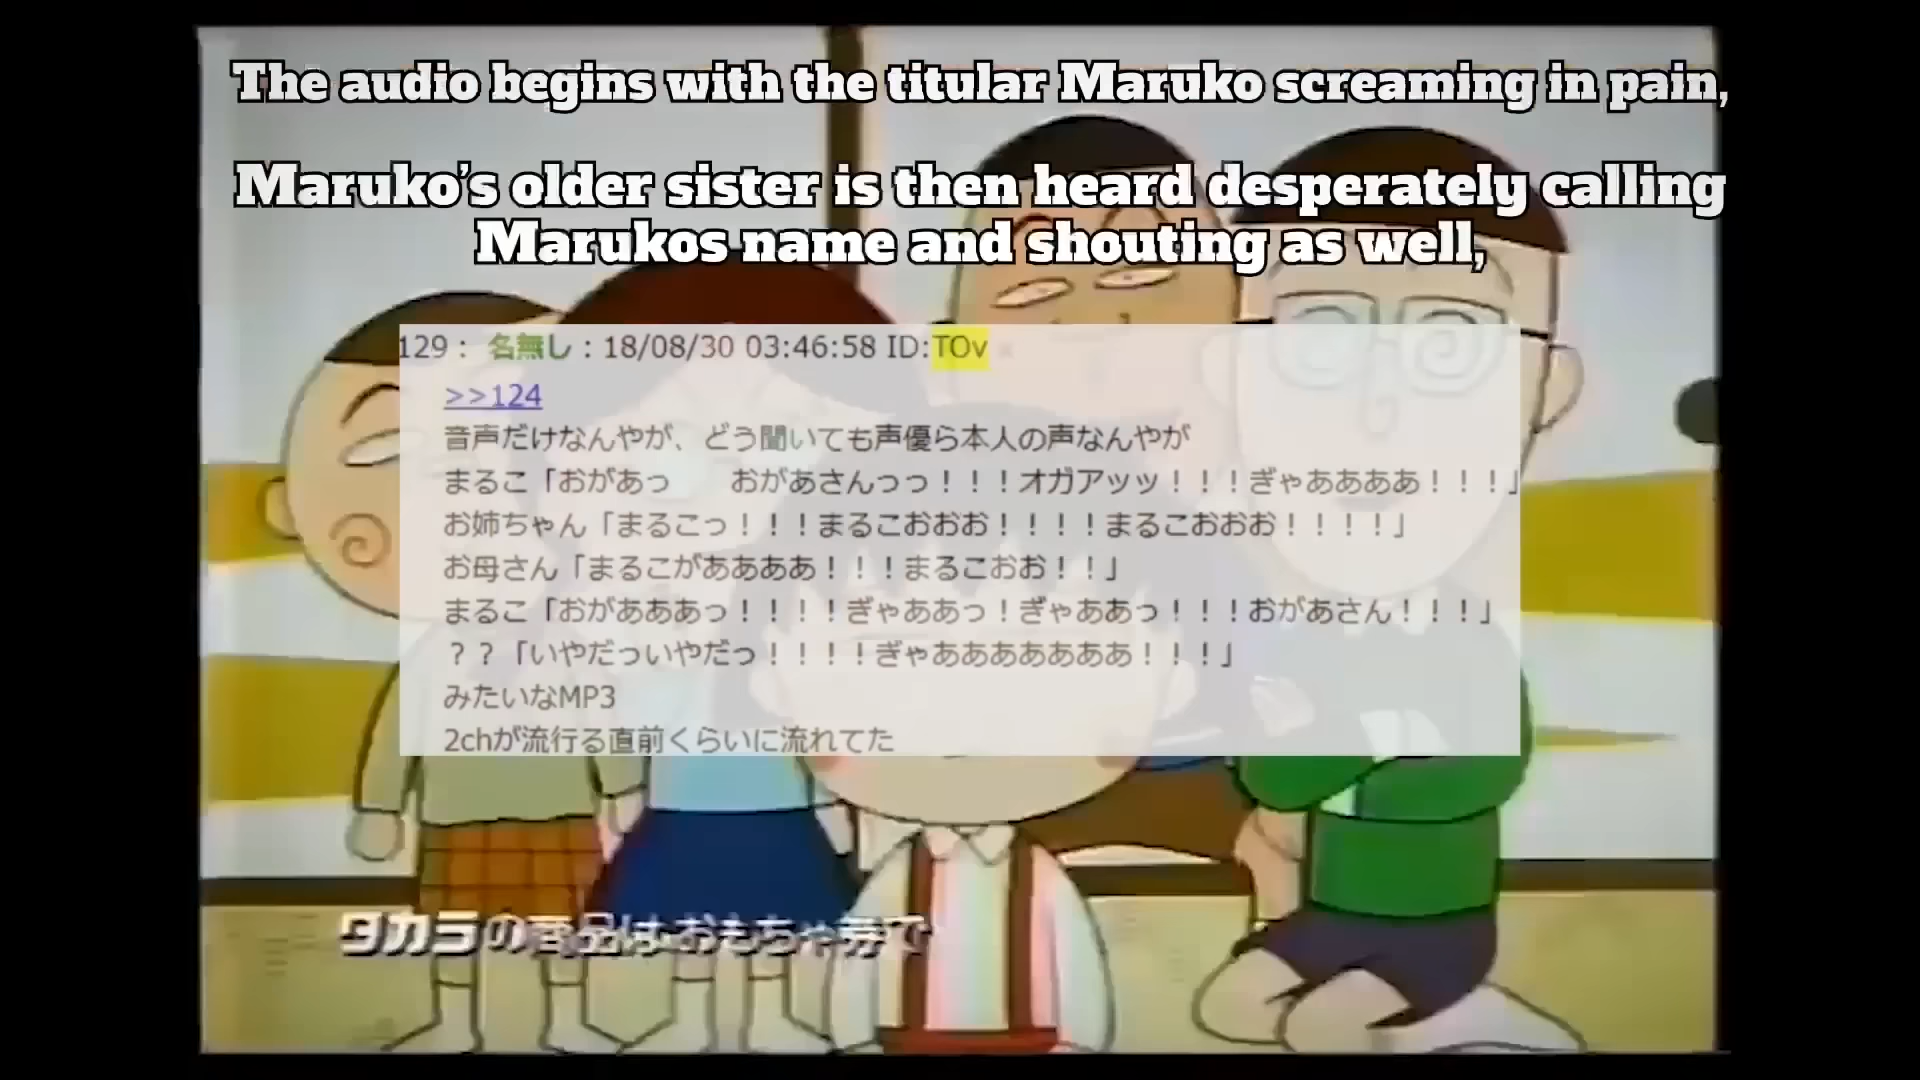 The audio begins with the titular Maruko screaming in pain,
Maruko's older sister is then heard desperately calling
Marukos name and shouting as well,
129： 名無し：18/08/30 03:46:58 ID:TOv
>>124
音声だけなんやが、どう聞いても声優ら本人の声なんやが
まるこ「おがあっ　　おがあさんっっ！！！オガアッッ！！！ぎゃああああ！！！」
お姉ちゃん「まるこっ！！！まるこおおお！！！！まるこおおお！！！！」
お母さん「まるこがああああ！！！まるこおお！！」
まるこ「おがあああっ！！！！ぎゃああっ！ぎゃああっ！！！おがあさん！！！」
？？「いやだっいやだっ！！！！ぎゃあああああああ！！！」
みたいなMP3
2chが流行る直前くらいに流れてた
タカラの商品はおもちゃ券で